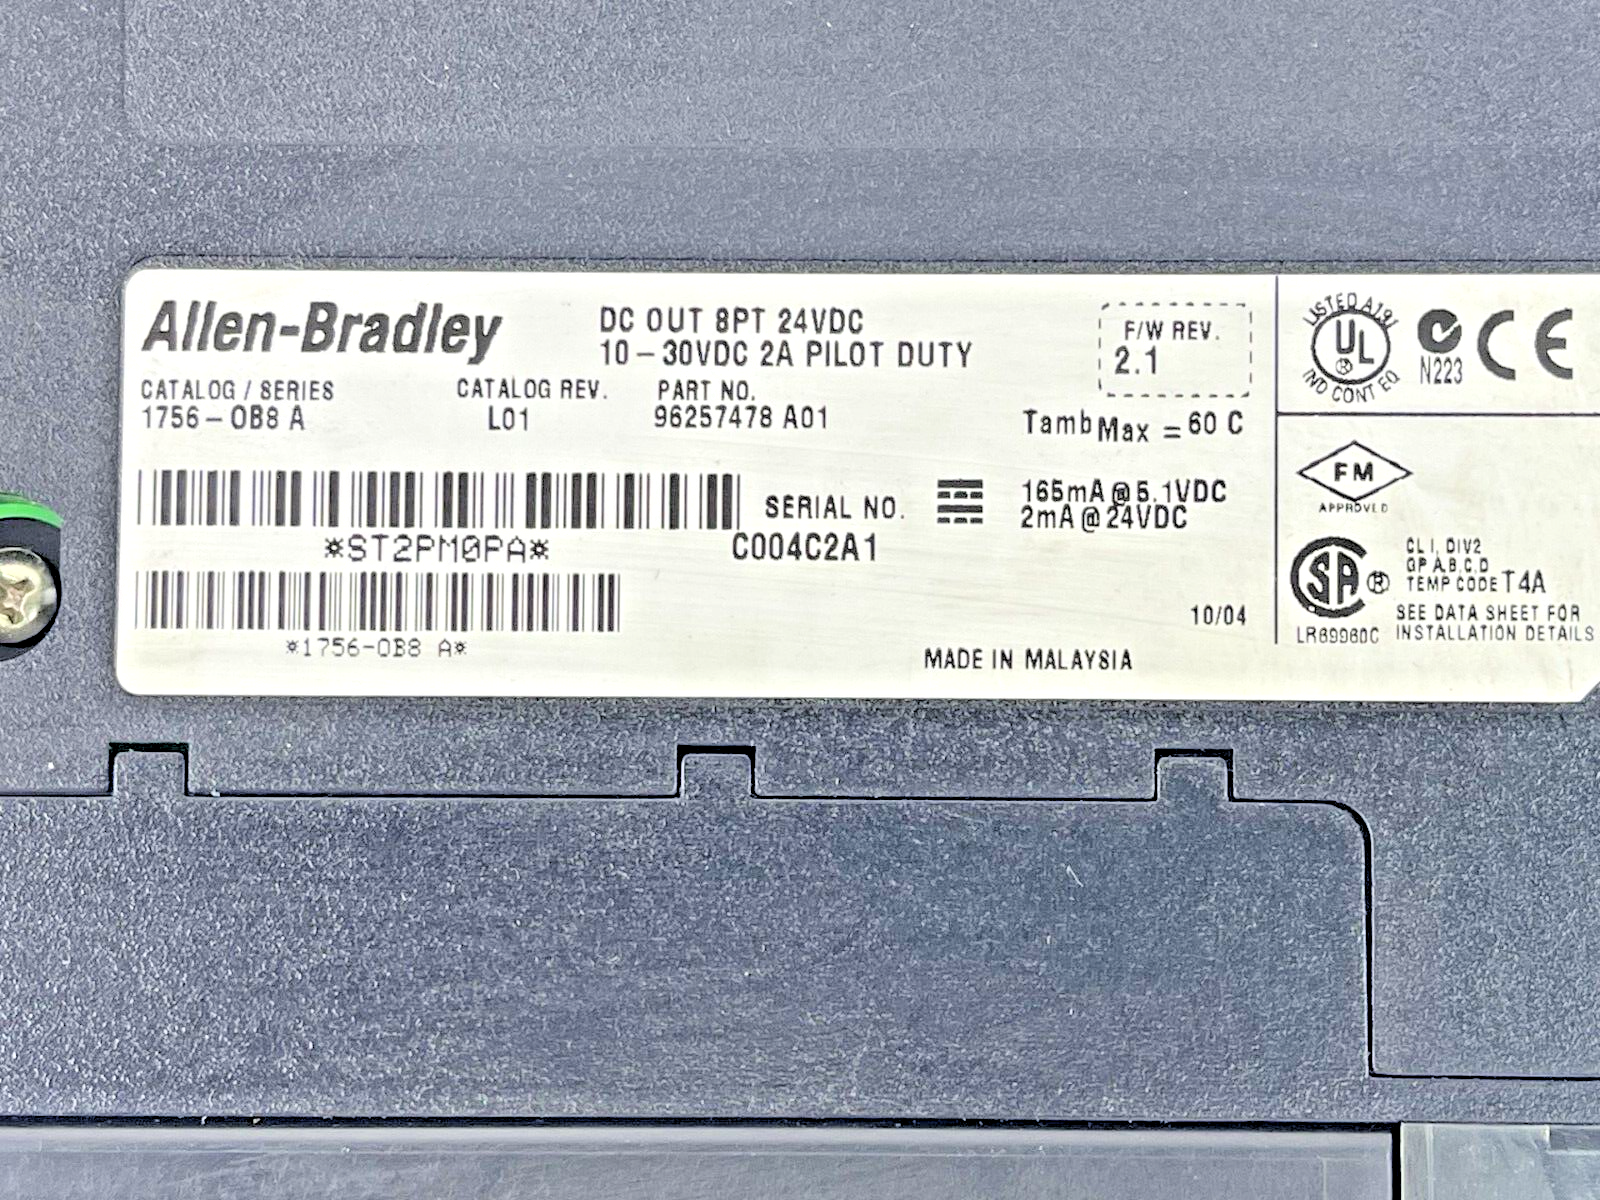 Allen-Bradley
DC OUT 8PT 24VDC
10 – 30VDC 2A PILOT DUTY
F/W REV.
2.1
CATALOG / SERIES
1756 – OB8 A
CATALOG REV.
L01
PART NO.
96257478 A01
Tamb Max = 60 C
SERIAL NO.
C004C2A1
165mA @ 5.1VDC
2mA @ 24VDC
*ST2PM0PA*
*1756-OB8 A*
10/04
MADE IN MALAYSIA
LISTED A191
UL
®
IND CONT EQ
N223
CE
FM
APPROVED
SA ®
CL I, DIV2
GP A,B,C,D
TEMP CODE T4A
LR69960C
SEE DATA SHEET FOR
INSTALLATION DETAILS